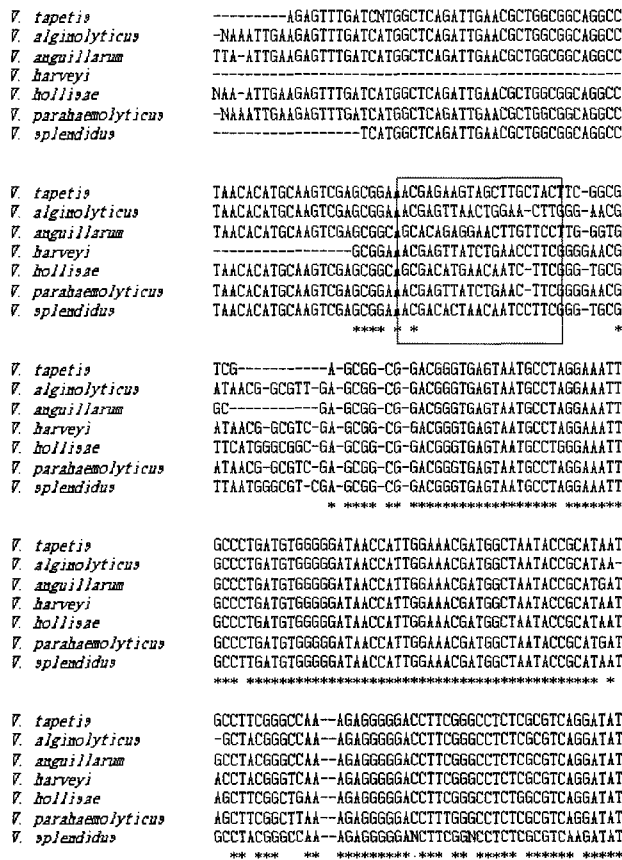 V. tapetis ---------AGAGTTTGATCNTGGCTCAGATTGAACGCTGGCGGCAGGCC
V. alginolyticus -NAAATTGAAGAGTTTGATCATGGCTCAGATTGAACGCTGGCGGCAGGCC
V. anguillarum TTA-ATTGAAGAGTTTGATCATGGCTCAGATTGAACGCTGGCGGCAGGCC
V. harveyi --------------------------------------------------
V. hollisae NAA-ATTGAAGAGTTTGATCATGGCTCAGATTGAACGCTGGCGGCAGGCC
V. parahaemolyticus -NAAATTGAAGAGTTTGATCATGGCTCAGATTGAACGCTGGCGGCAGGCC
V. splendidus ------------------TCATGGCTCAGATTGAACGCTGGCGGCAGGCC
V. tapetis TAACACATGCAAGTCGAGCGGAAACGAGAAGTAGCTTGCTACTTTC-GGCG
V. alginolyticus TAACACATGCAAGTCGAGCGGAAACGAGTTAACTGGAA-CTTGGG-AACG
V. anguillarum TAACACATGCAAGTCGAGCGGCAGCACAGAGGAACTTGTTCCTTG-GGTG
V. harveyi -----------------GCGGAAACGAGTTATCTGAACCTTCGGGGAACG
V. hollisae TAACACATGCAAGTCGAGCGGCAGCGACATGAACAATC-TTCGGG-TGCG
V. parahaemolyticus TAACACATGCAAGTCGAGCGGAAACGAGTTATCTGAAC-TTCGGGGAACG
V. splendidus TAACACATGCAAGTCGAGCGGAAACGACACTAACAATCCTTCGGG-TGCG
**** * * *
V. tapetis TCG-----------A-GCGG-CG-GACGGGTGAGTAATGCCTAGGAAATT
V. alginolyticus ATAACG-GCGTT-GA-GCGG-CG-GACGGGTGAGTAATGCCTAGGAAATT
V. anguillarum GC-----------GA-GCGG-CG-GACGGGTGAGTAATGCCTAGGAAATT
V. harveyi ATAACG-GCGTC-GA-GCGG-CG-GACGGGTGAGTAATGCCTAGGAAATT
V. hollisae TTCATGGGCGGC-GA-GCGG-CG-GACGGGTGAGTAATGCCTGGGAAATT
V. parahaemolyticus ATAACG-GCGTC-GA-GCGG-CG-GACGGGTGAGTAATGCCTAGGAAATT
V. splendidus TTAATGGGCGT-CGA-GCGG-CG-GACGGGTGAGTAATGCCTAGGAAATT
* **** ** ****************** *******
V. tapetis GCCCTGATGTGGGGGATAACCATTGGAAACGATGGCTAATACCGCATAAT
V. alginolyticus GCCCTGATGTGGGGGATAACCATTGGAAACGATGGCTAATACCGCATAA-
V. anguillarum GCCCTGATGTGGGGGATAACCATTGGAAACGATGGCTAATACCGCATGAT
V. harveyi GCCCTGATGTGGGGGATAACCATTGGAAACGATGGCTAATACCGCATAAT
V. hollisae GCCCTGATGTGGGGGATAACCATTGGAAACGATGGCTAATACCGCATAAT
V. parahaemolyticus GCCCTGATGTGGGGGATAACCATTGGAAACGATGGCTAATACCGCATGAT
V. splendidus GCCTTGATGTGGGGGATAACCATTGGAAACGATGGCTAATACCGCATAAT
*** ******************************************* *
V. tapetis GCCTTCGGGCCAA--AGAGGGGGACCTTCGGGCCTCTCGCGTCAGGATAT
V. alginolyticus -GCTACGGGCCAA--AGAGGGGGACCTTCGGGCCTCTCGCGTCAGGATAT
V. anguillarum GCCTACGGGCCAA--AGAGGGGGACCTTCGGGCCTCTCGCGTCAGGATAT
V. harveyi ACCTACGGGTCAA--AGAGGGGGACCTTCGGGCCTCTCGCGTCAGGATAT
V. hollisae AGCTTCGGCTGAA--AGAGGGGGACCTTCGGGCCTCTGGCGTCAGGATAT
V. parahaemolyticus AGCTTCGGCTTAA--AGAGGGGGACCTTTGGGCCTCTCGCGTCAGGATAT
V. splendidus GCCTACGGGCCAA--AGAGGGGGANCTTCGGNCCTCTCGCGTCAAGATAT
** *** ** ********* *** ** ***** ****** *****